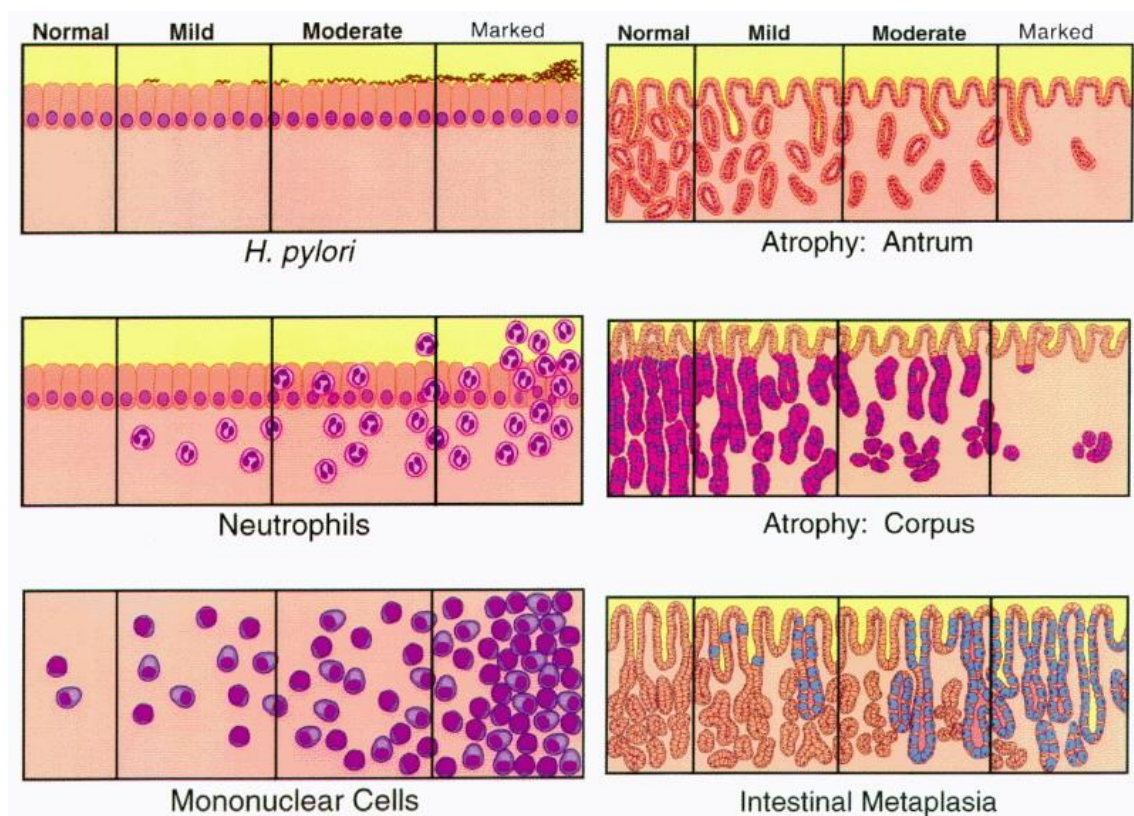 Normal Mild Moderate Marked
H. pylori
Neutrophils
Mononuclear Cells
Normal Mild Moderate Marked
Atrophy: Antrum
Atrophy: Corpus
Intestinal Metaplasia